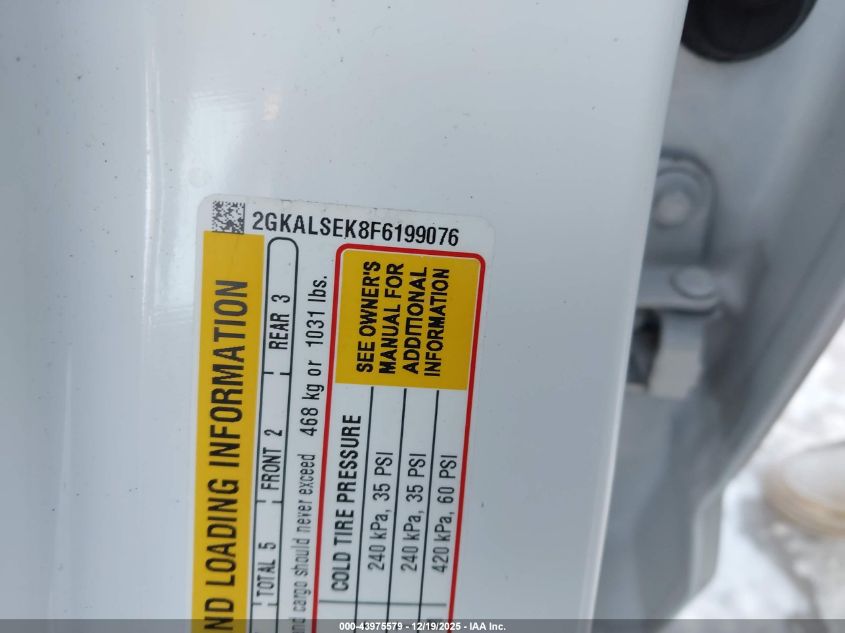 2GKALSEK8F6199076
ND LOADING INFORMATION
TOTAL 5 FRONT 2 REAR 3
nd cargo should never exceed 468 kg or 1031 lbs.
COLD TIRE PRESSURE
240 kPa, 35 PSI
240 kPa, 35 PSI
420 kPa, 60 PSI
SEE OWNER'S
MANUAL FOR
ADDITIONAL
INFORMATION
000-43975579 - 12/19/2025 - IAA Inc.